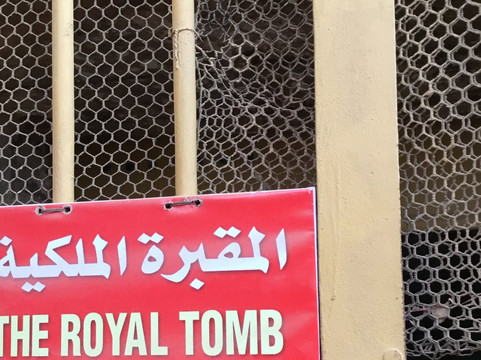 المقبرة الملكية
THE ROYAL TOMB